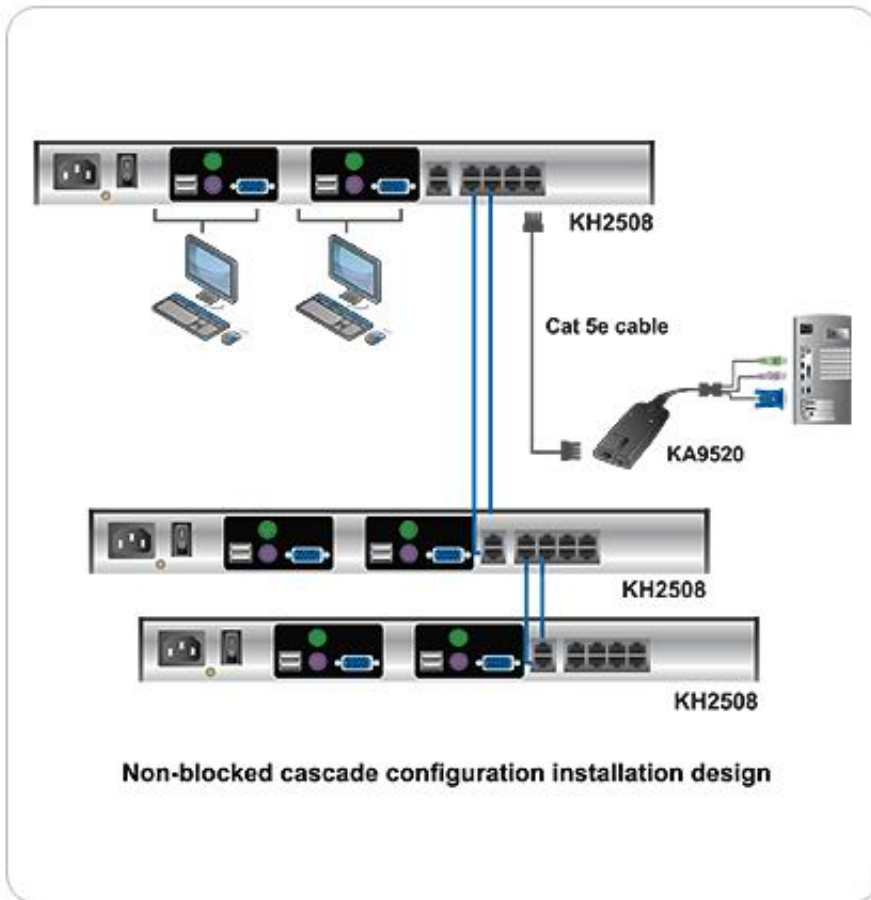 KH2508
Cat 5e cable
KA9520
KH2508
KH2508
Non-blocked cascade configuration installation design